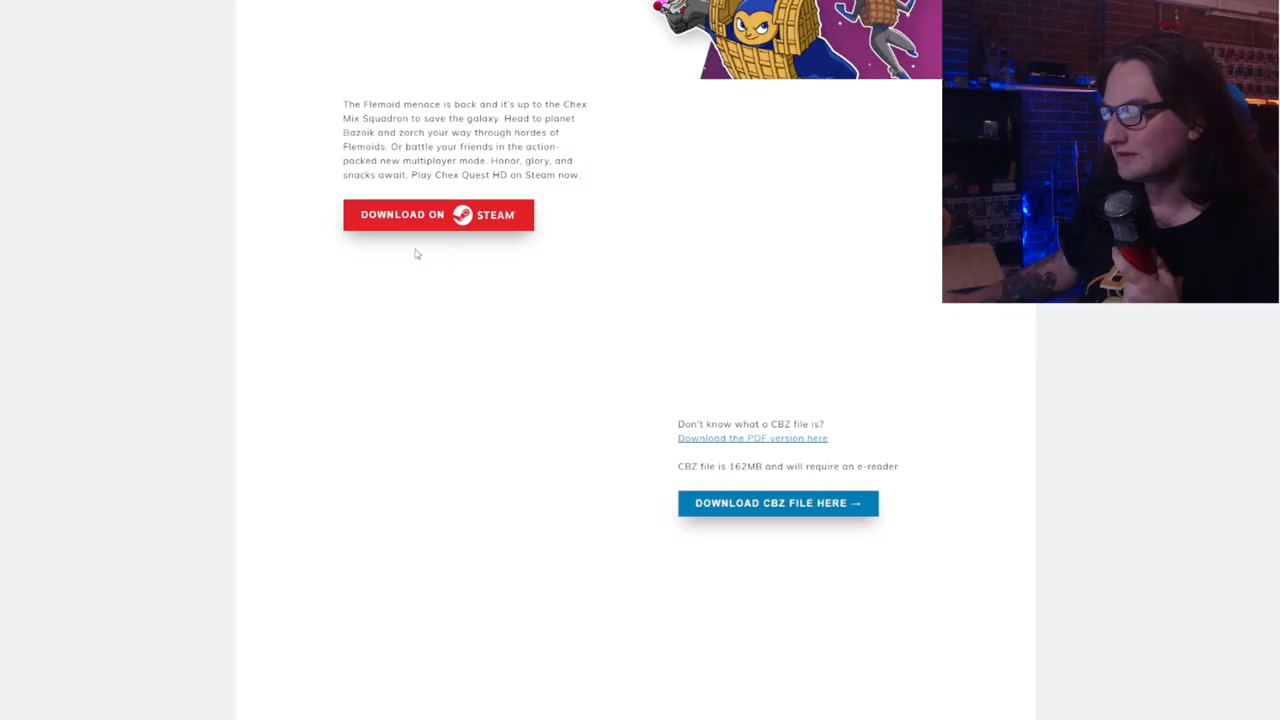 The Flemoid menace is back and it's up to the Chex
Mix Squadron to save the galaxy. Head to planet
Bazoik and zorch your way through hordes of
Flemoids. Or battle your friends in the action-
packed new multiplayer mode. Honor, glory, and
snacks await. Play Chex Quest HD on Steam now.
DOWNLOAD ON STEAM
Don't know what a CBZ file is?
Download the PDF version here
CBZ file is 162MB and will require an e-reader
DOWNLOAD CBZ FILE HERE →